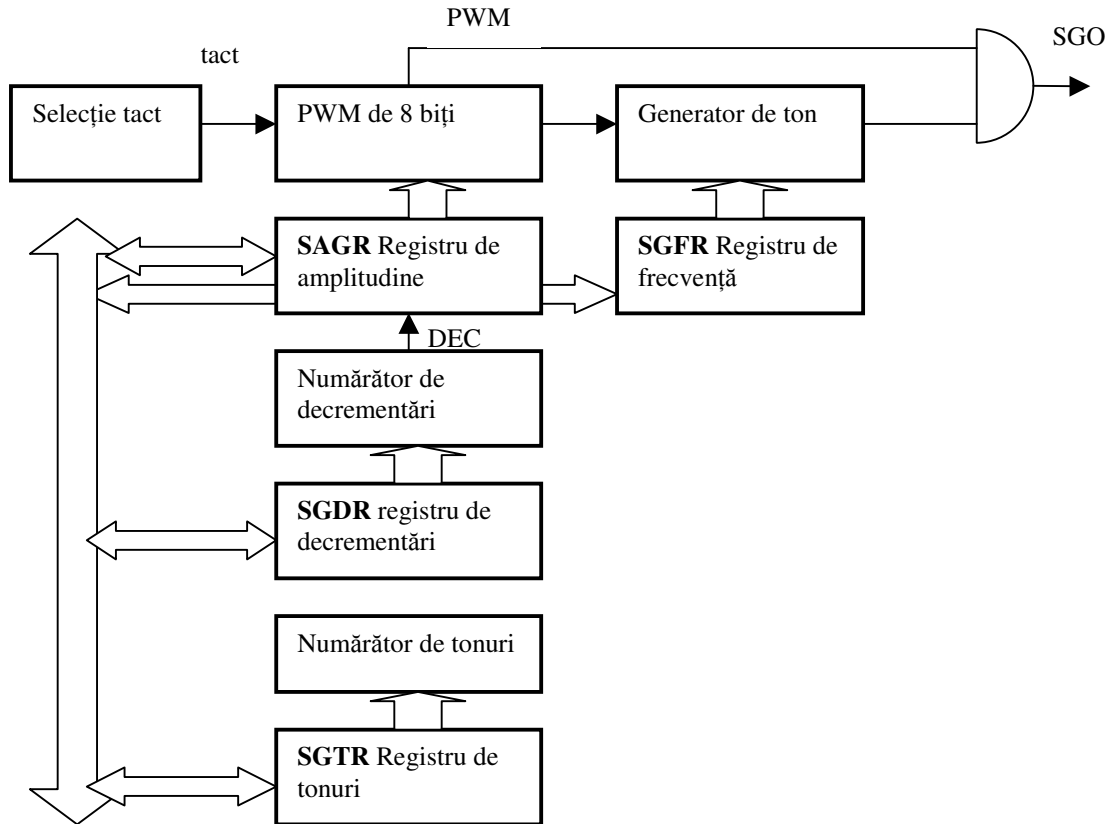 PWM
SGO
tact
Selecție tact
PWM de 8 biți
Generator de ton
SAGR Registru de
amplitudine
SGFR Registru de
frecvență
DEC
Numărător de
decrementări
SGDR registru de
decrementări
Numărător de tonuri
SGTR Registru de
tonuri